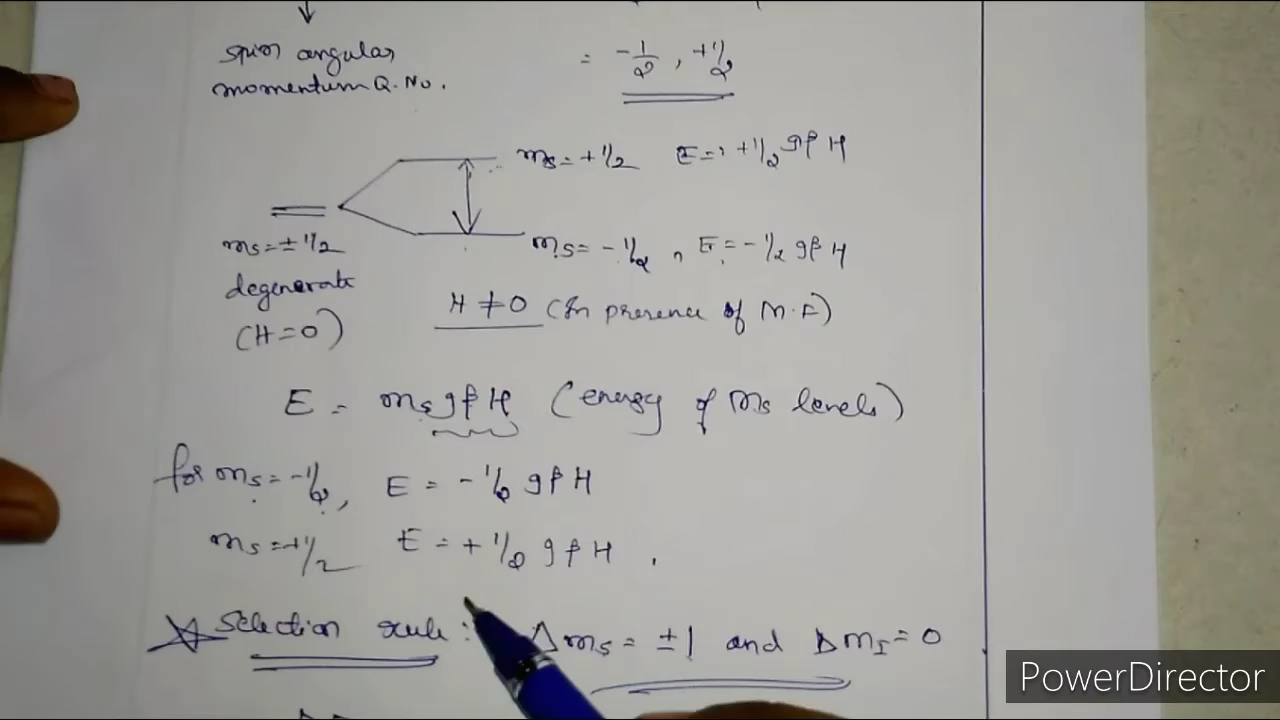 spin angular
momentum Q.No.
= -1/2, +1/2
ms = +1/2 E = +1/2 gβH
ms = ±1/2
degenerate
(H=0)
ms = -1/2, E = -1/2 gβH
H ≠ 0 (In presence of M.F)
E = ms gβH (energy of ms levels)
for ms = -1/2, E = -1/2 gβH
ms = +1/2 E = +1/2 gβH.
Selection rule: Δms = ±1 and ΔmI = 0
PowerDirector